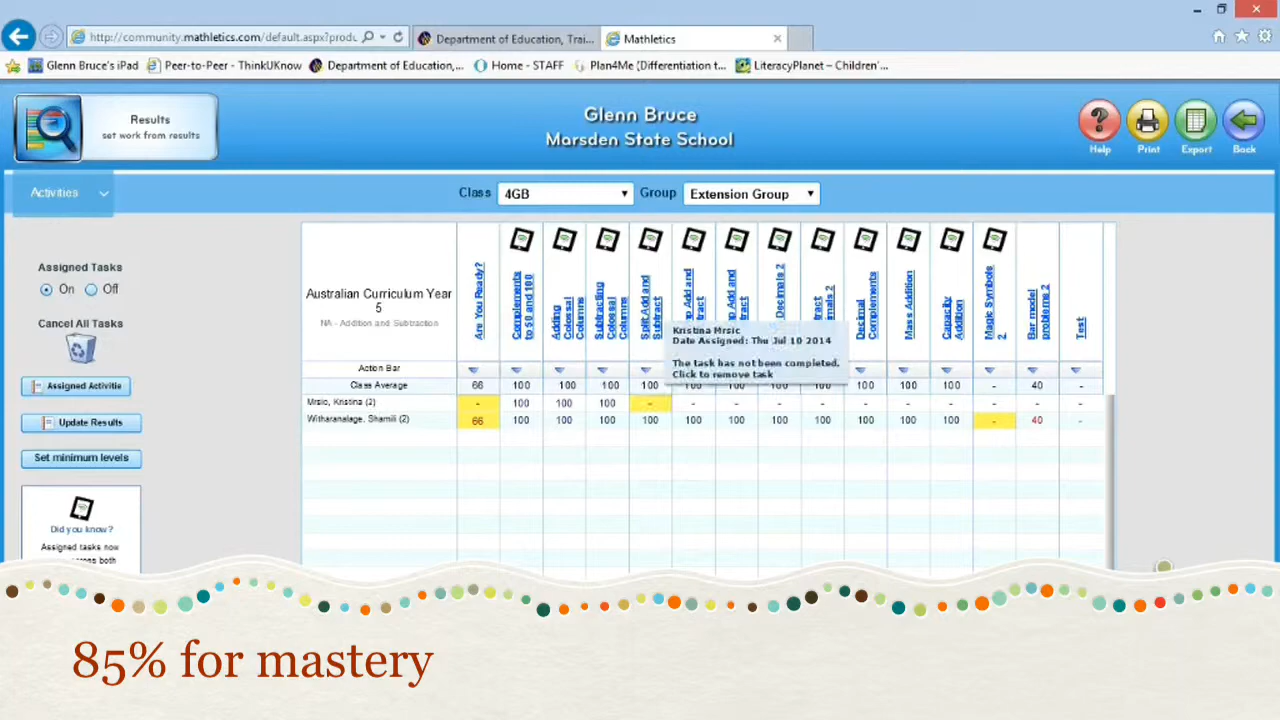 http://community.mathletics.com/default.aspx?produ
Department of Education, Trai...
Mathletics
Glenn Bruce's iPad
Peer-to-Peer - ThinkUKnow
Department of Education,...
Home - STAFF
Plan4Me (Differentiation t...
LiteracyPlanet – Children'...
Results
set work from results
Glenn Bruce
Marsden State School
Help
Print
Export
Back
Activities
Class 4GB Group Extension Group
Assigned Tasks
On Off
Cancel All Tasks
Assigned Activitie
Update Results
Set minimum levels
Did you know?
Assigned tasks now
Australian Curriculum Year
5
NA - Addition and Subtraction
Are You Ready?
Complements to 50 and 100
Adding Colossal Columns
Subtracting Colossal Columns
Split Add and Subtract
Add and
Add and
Decimals 2
Decimal Complements
Mass Addition
Capacity Addition
Magic Symbols 2
Bar model problems 2
Test
Kristina Mrsic
Date Assigned: Thu Jul 10 2014
The task has not been completed.
Click to remove task
Action Bar
Class Average 66 100 100 100 100 100 100 100 100 100 100 100 - 40 -
Mrsic, Kristina (2) - 100 100 100 - - - - - - - - - - -
Witharanalage, Shamili (2) 66 100 100 100 100 100 100 100 100 100 100 100 - 40 -
85% for mastery